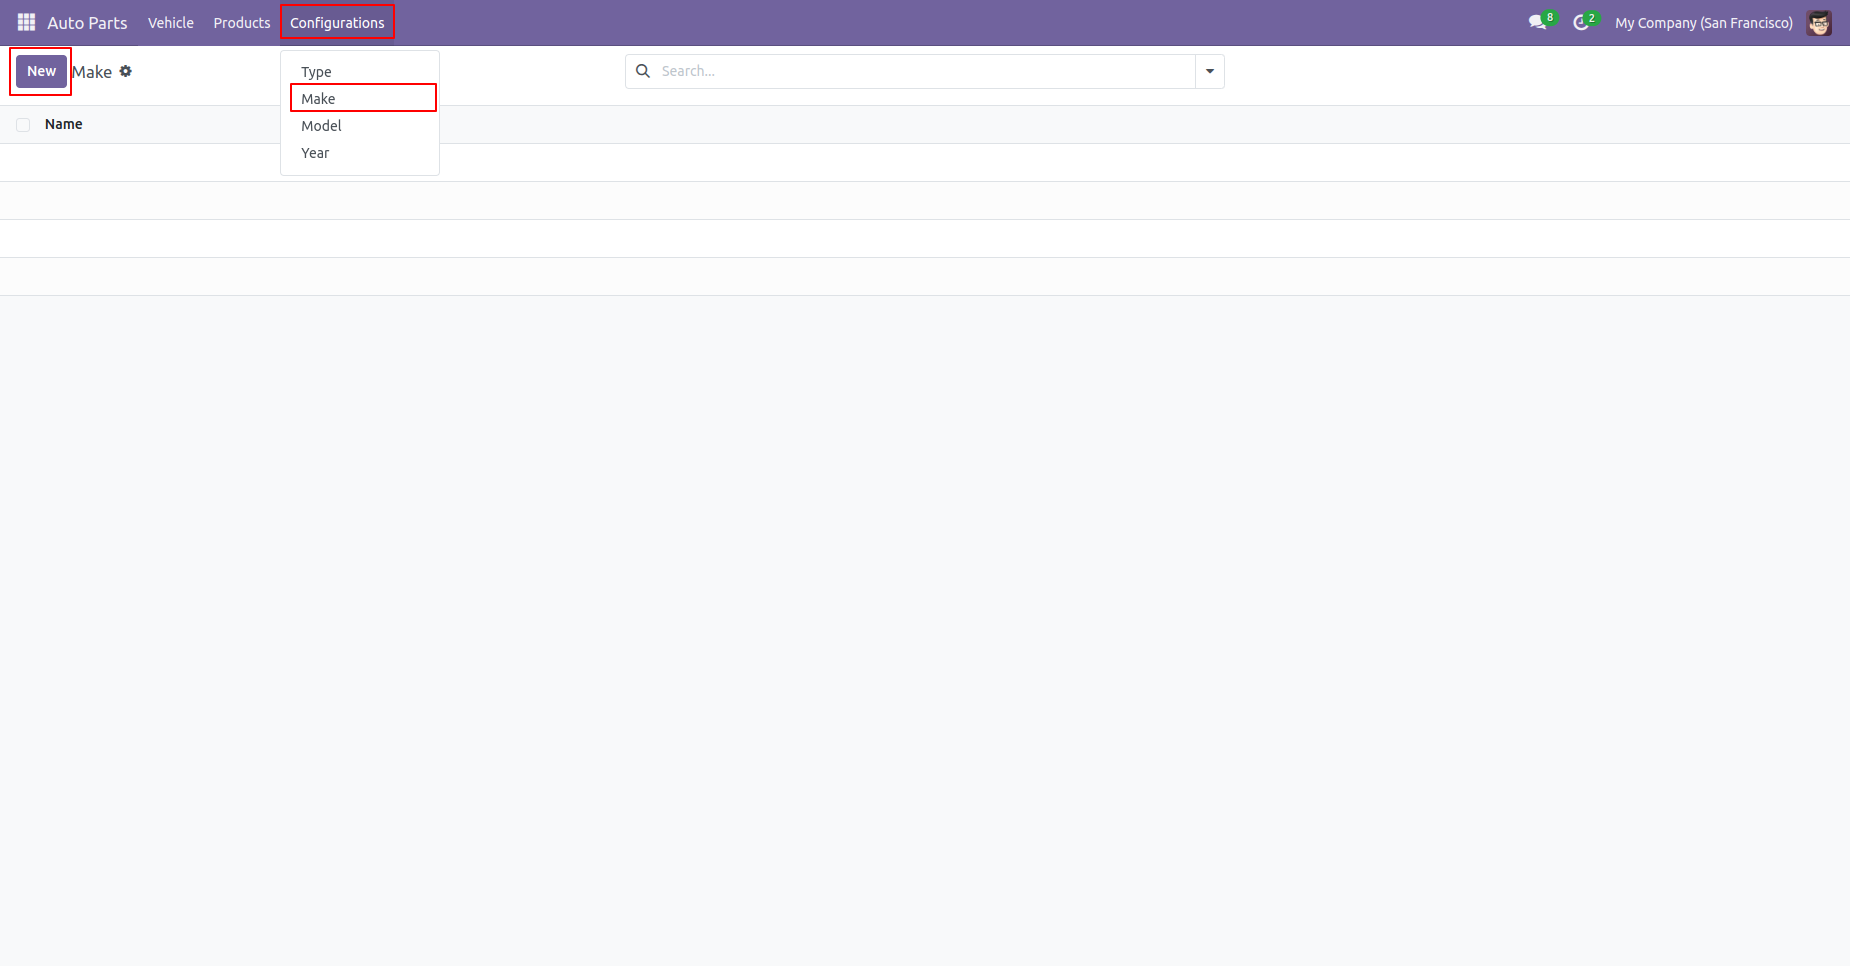 Auto Parts Vehicle Products Configurations 8 2 My Company (San Francisco)
New Make Search...
Type
Make
Model
Year
Name